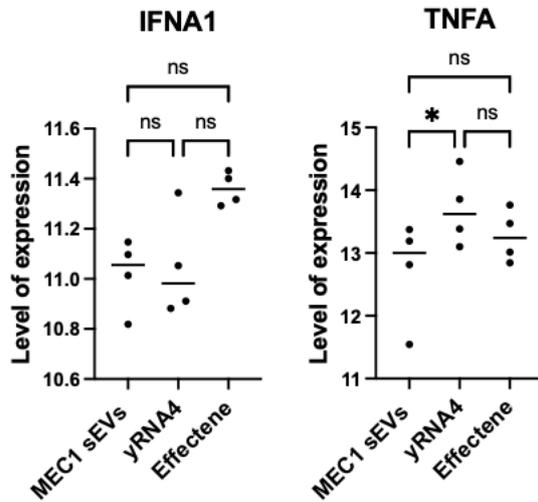 IFNA1
ns
ns
ns
Level of expression
11.6
11.4
11.2
11.0
10.8
10.6
MEC1 sEVs
yRNA4
Effectene
TNFA
ns
*
ns
Level of expression
15
14
13
12
11
MEC1 sEVs
yRNA4
Effectene